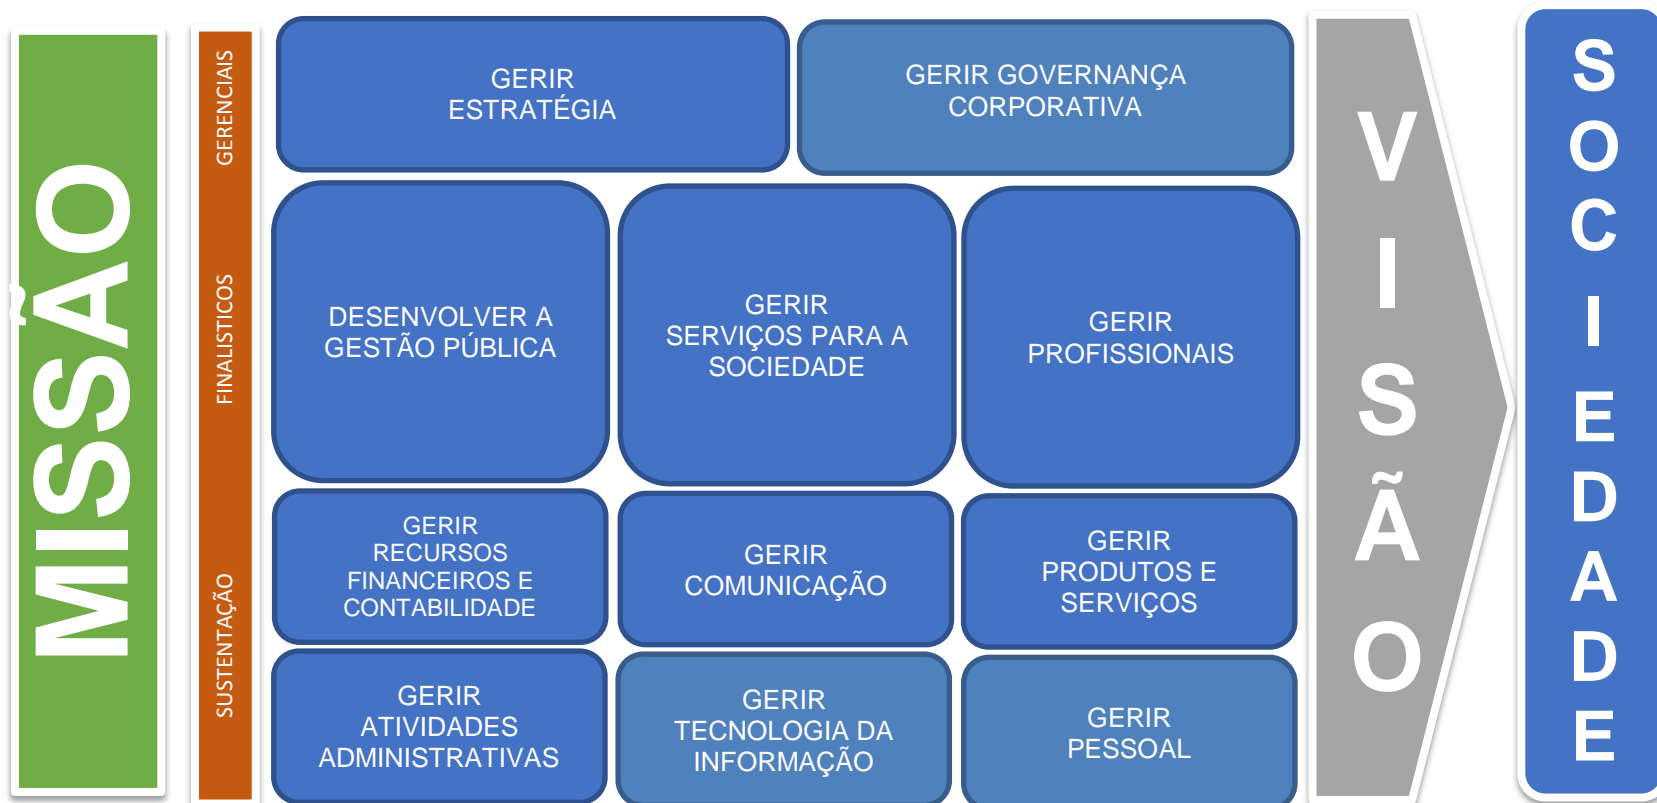 MISSÃO
GERENCIAIS
GERIR
ESTRATÉGIA
GERIR GOVERNANÇA
CORPORATIVA
FINALISTICOS
DESENVOLVER A
GESTÃO PÚBLICA
GERIR
SERVIÇOS PARA A
SOCIEDADE
GERIR
PROFISSIONAIS
SUSTENTAÇÃO
GERIR
RECURSOS
FINANCEIROS E
CONTABILIDADE
GERIR
COMUNICAÇÃO
GERIR
PRODUTOS E
SERVIÇOS
GERIR
ATIVIDADES
ADMINISTRATIVAS
GERIR
TECNOLOGIA DA
INFORMAÇÃO
GERIR
PESSOAL
VISÃO
SOCIEDADE